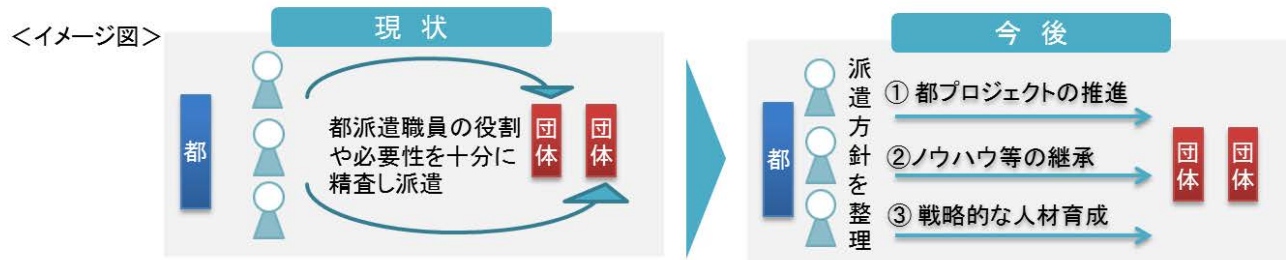 <イメージ図>
現状
都
都派遣職員の役割
や必要性を十分に
精査し派遣
団体
団体
今後
都
派遣方針を整理
① 都プロジェクトの推進
②ノウハウ等の継承
③ 戦略的な人材育成
団体
団体